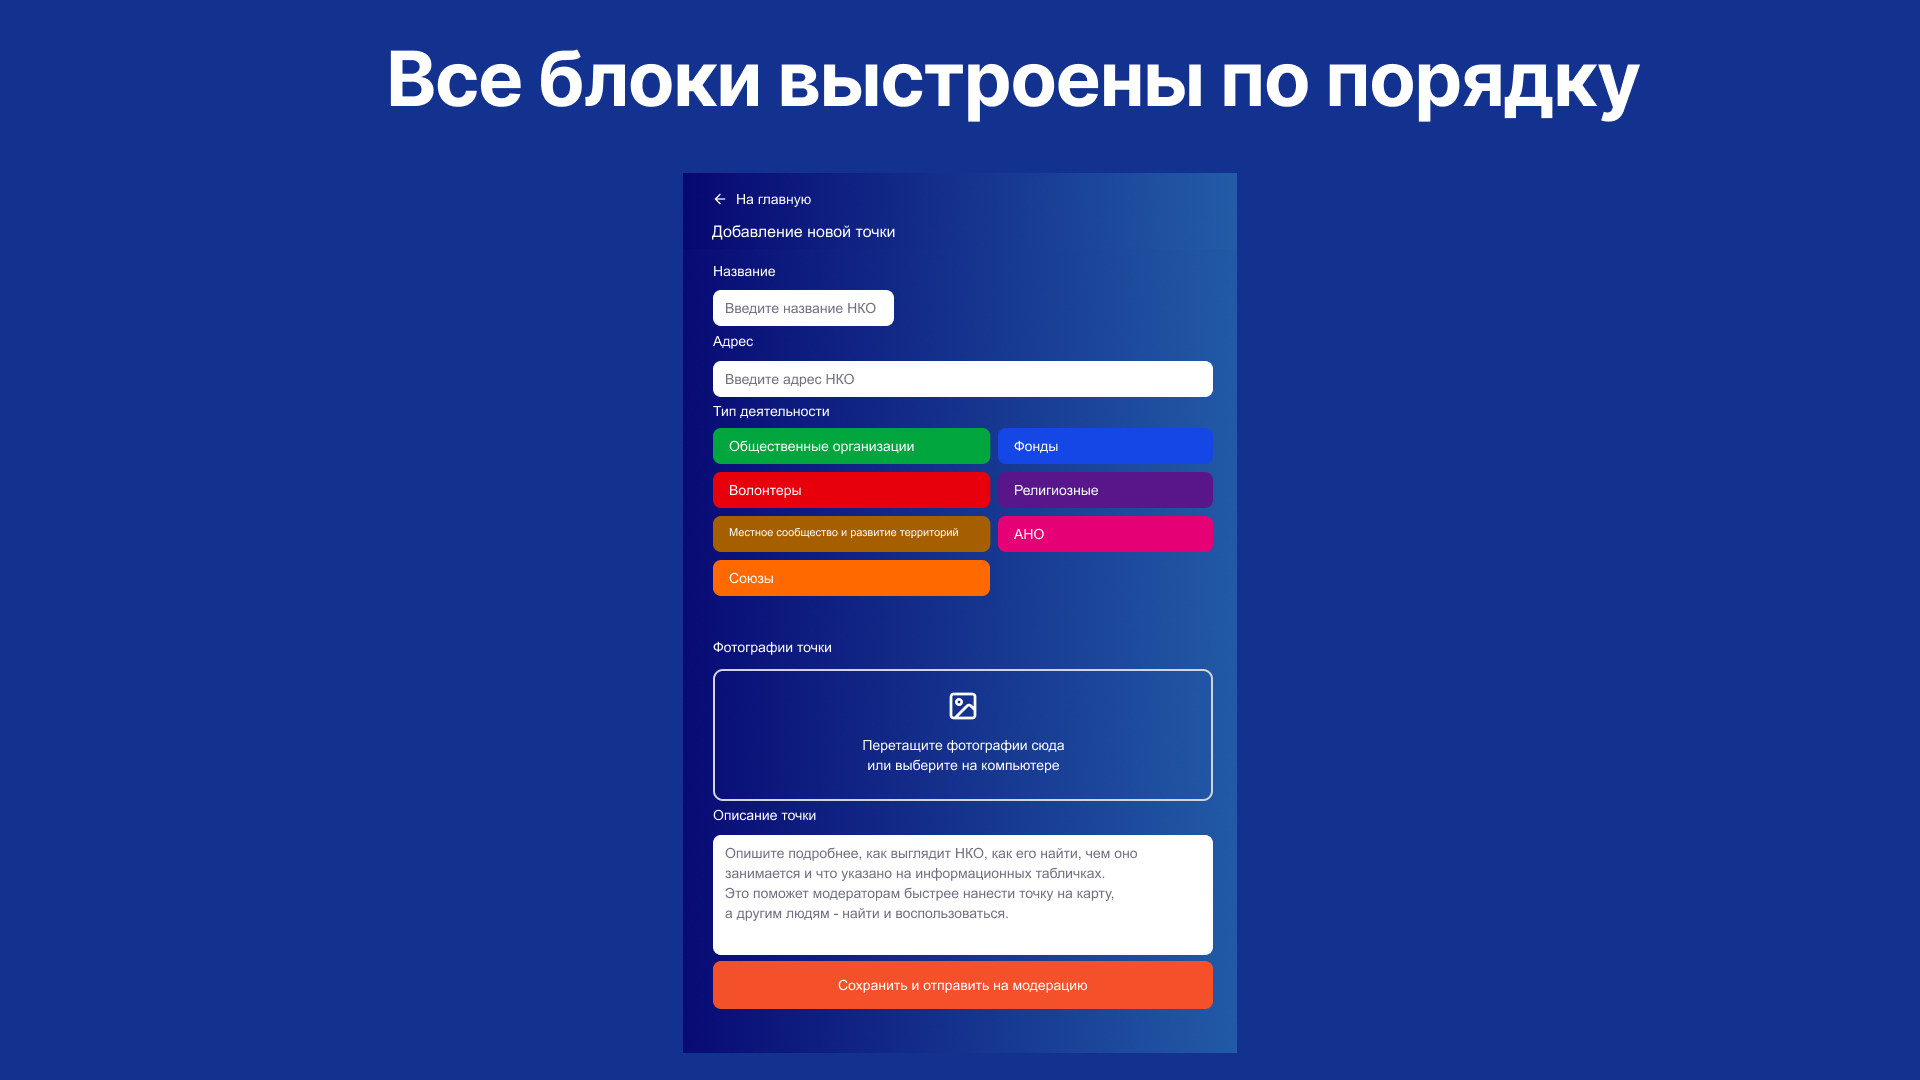 Все блоки выстроены по порядку
На главную
Добавление новой точки
Название
Введите название НКО
Адрес
Введите адрес НКО
Тип деятельности
Общественные организации
Фонды
Волонтеры
Религиозные
Местное сообщество и развитие территорий
АНО
Союзы
Фотографии точки
Перетащите фотографии сюда
или выберите на компьютере
Описание точки
Опишите подробнее, как выглядит НКО, как его найти, чем оно
занимается и что указано на информационных табличках.
Это поможет модераторам быстрее нанести точку на карту,
а другим людям - найти и воспользоваться.
Сохранить и отправить на модерацию